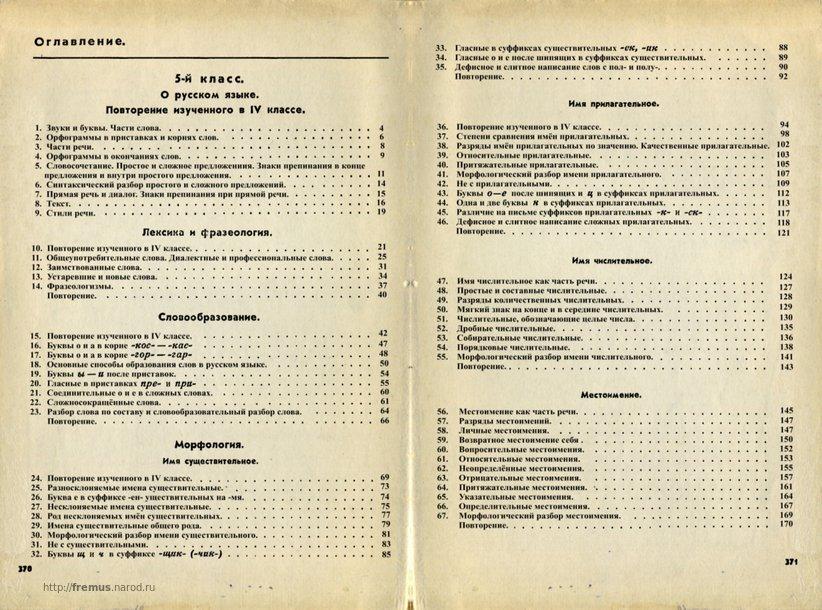 Оглавление.
5-й класс.
О русском языке.
Повторение изученного в IV классе.
1. Звуки и буквы. Части слова. 4
2. Орфограммы в приставках и корнях слов. 6
3. Части речи. 8
4. Орфограммы в окончаниях слов. 9
5. Словосочетание. Простое и сложное предложениия. Знаки препинания в конце
предложения и внутри простого предложения. 11
6. Синтаксический разбор простого и сложного предложений. 14
7. Прямая речь и диалог. Знаки препинания при прямой речи. 15
8. Текст. 16
9. Стили речи. 19
Лексика и фразеология.
10. Повторение изученного в IV классе. 21
11. Общеупотребительные слова. Диалектные и профессиональные слова. 25
12. Заимствованные слова. 31
13. Устаревшие и новые слова. 34
14. Фразеологизмы. 37
Повторение. 40
Словообразование.
15. Повторение изученного в IV классе. 42
16. Буквы о и а в корне -кос- — -кас- 47
17. Буквы о и а в корне -гор- — -гар- 48
18. Основные способы образования слов в русском языке. 50
19. Буквы ы — и после приставок. 54
20. Гласные в приставках пре- и при- 55
21. Соединительные о и е в сложных словах. 60
22. Сложносокращённые слова. 61
23. Разбор слова по составу и словообразовательный разбор слова. 64
Повторение. 66
Морфология.
Имя существительное.
24. Повторение изученного в IV классе. 69
25. Разносклоняемые имена существительные. 73
26. Буква е в суффиксе -ен- уществительных на -мя. 74
27. Несклоняемые имена существительные. 75
28. Род несклоняемых имён существительных. 77
29. Имена существительные общего рода. 79
30. Морфологический разбор имени существительного. 81
31. Не с существительными. 83
32. Буквы щ и ч в суффиксе -щик- (-чик-) 85
370
http://fremus.narod.ru
33. Гласные в суффиксах существительных -ек, -ик 88
34. Гласные о и е после шипящих в суффиксах существительных. 89
35. Дефисное и слитное написание слов с пол- и полу-. 90
Повторение. 92
Имя прилагательное.
36. Повторение изученного в IV классе. 94
37. Степени сравнения имён прилагательных. 98
38. Разряды имён прилагательных по значению. Качественные прилагательные. 102
39. Относительные прилагательные. 103
40. Притяжательные прилагательные. 105
41. Морфологический разбор имени прилагательного. 107
42. Не с прилагательными. 109
43. Буквы о—е после шипящих и ц в суффиксах прилагательных. 112
44. Одна и две буквы н в суффиксах прилагательных. 113
45. Различие на письме суффиксов прилагательных -к- и -ск- 117
46. Дефисное и слитное написание сложных прилагательных. 118
Повторение. 121
Имя числительное.
47. Имя числительное как часть речи. 124
48. Простые и составные числительные. 127
49. Разряды количественных числительных. 128
50. Мягкий знак на конце и в середине числительных. 129
51. Числительные, обозначающие целые числа. 130
52. Дробные числительные. 135
53. Собирательные числительные. 136
54. Порядковые числительные. 138
55. Морфологический разбор имени числительного. 141
Повторение. 143
Местоимение.
56. Местоимение как часть речи. 145
57. Разряды местоимений. 147
58. Личные местоимения. 147
59. Возвратное местоимение себя. 150
60. Вопросительные местоимения. 152
61. Относительные местоимения. 153
62. Неопределённые местоимения. 155
63. Отрицательные местоимения. 157
64. Притяжательные местоимения. 161
65. Указательные местоимения. 164
66. Определительные местоимения. 167
67. Морфологический разбор местоимения. 169
Повторение. 170
371